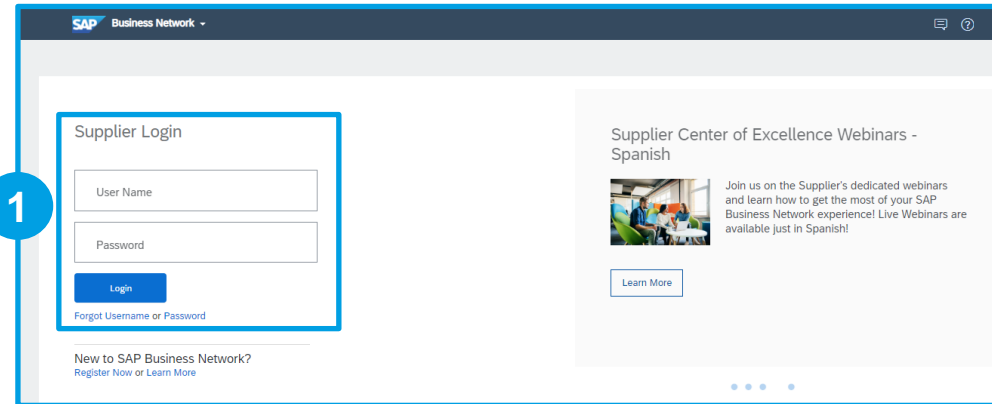 SAP Business Network
1
Supplier Login
User Name
Password
Login
Forgot Username or Password
New to SAP Business Network?
Register Now or Learn More
Supplier Center of Excellence Webinars -
Spanish
Join us on the Supplier's dedicated webinars
and learn how to get the most of your SAP
Business Network experience! Live Webinars are
available just in Spanish!
Learn More